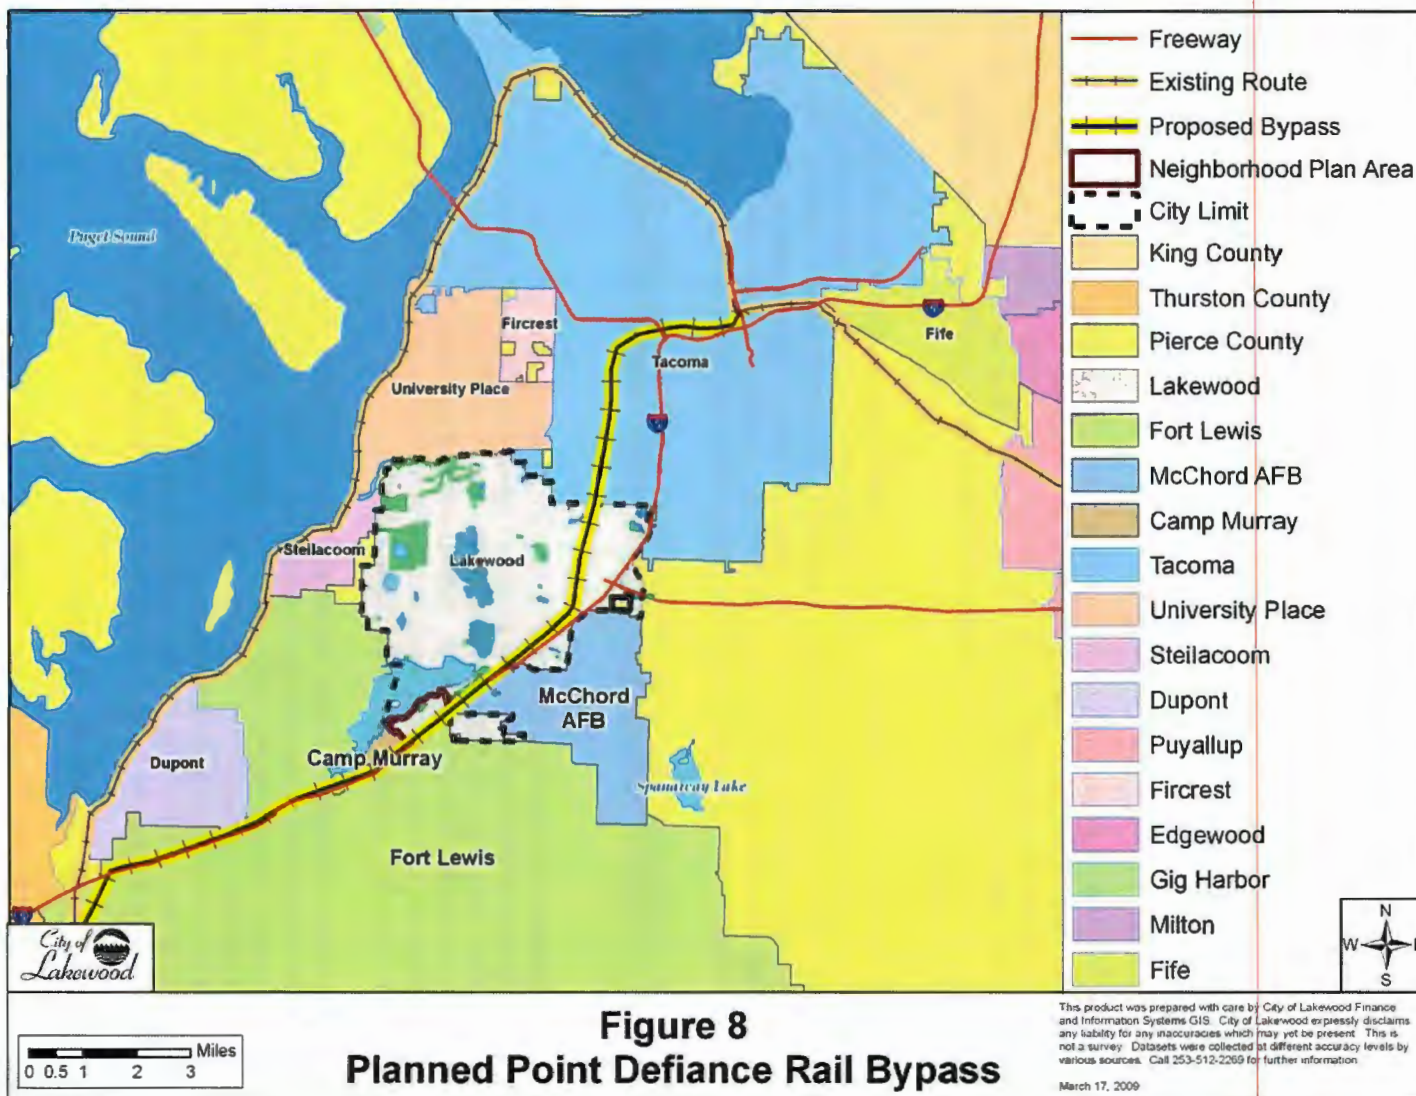 Puget Sound
Fircrest
University Place
Tacoma
Fife
Steilacoom
Lakewood
McChord
AFB
Camp Murray
Dupont
Spanaway Lake
Fort Lewis
Freeway
Existing Route
Proposed Bypass
Neighborhood Plan Area
City Limit
King County
Thurston County
Pierce County
Lakewood
Fort Lewis
McChord AFB
Camp Murray
Tacoma
University Place
Steilacoom
Dupont
Puyallup
Fircrest
Edgewood
Gig Harbor
Milton
Fife
N
W
S
City of
Lakewood
Miles
0 0.5 1 2 3
Figure 8
Planned Point Defiance Rail Bypass
This product was prepared with care by City of Lakewood Finance
and Information Systems GIS. City of Lakewood expressly disclaims
any liability for any inaccuracies which may yet be present. This is
not a survey. Datasets were collected at different accuracy levels by
various sources. Call 253-512-2269 for further information
March 17, 2009